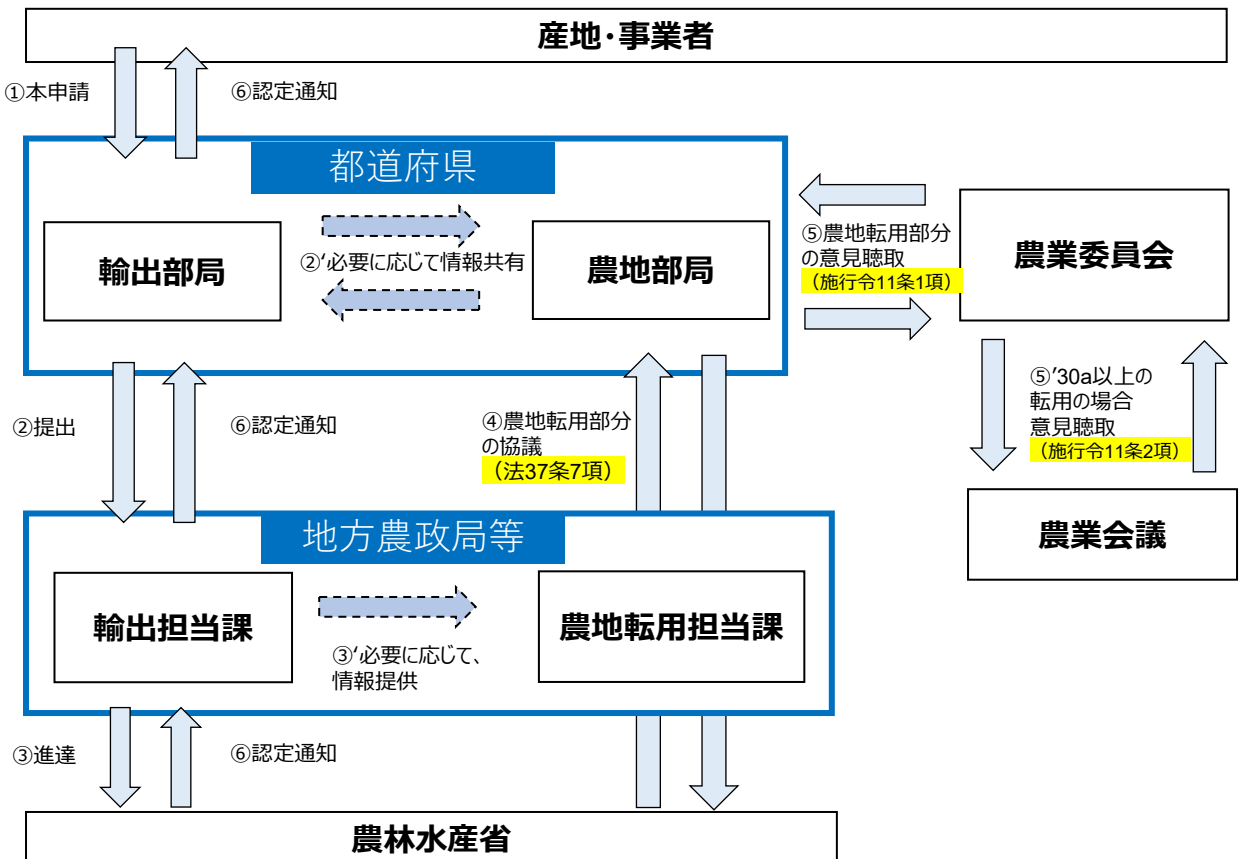 産地・事業者
①本申請
⑥認定通知
都道府県
輸出部局
②‘必要に応じて情報共有
農地部局
⑤農地転用部分
の意見聴取
（施行令11条1項）
農業委員会
⑤’30a以上の
転用の場合
意見聴取
（施行令11条2項）
農業会議
②提出
⑥認定通知
④農地転用部分
の協議
（法37条7項）
地方農政局等
輸出担当課
③‘必要に応じて、
情報提供
農地転用担当課
③進達
⑥認定通知
農林水産省